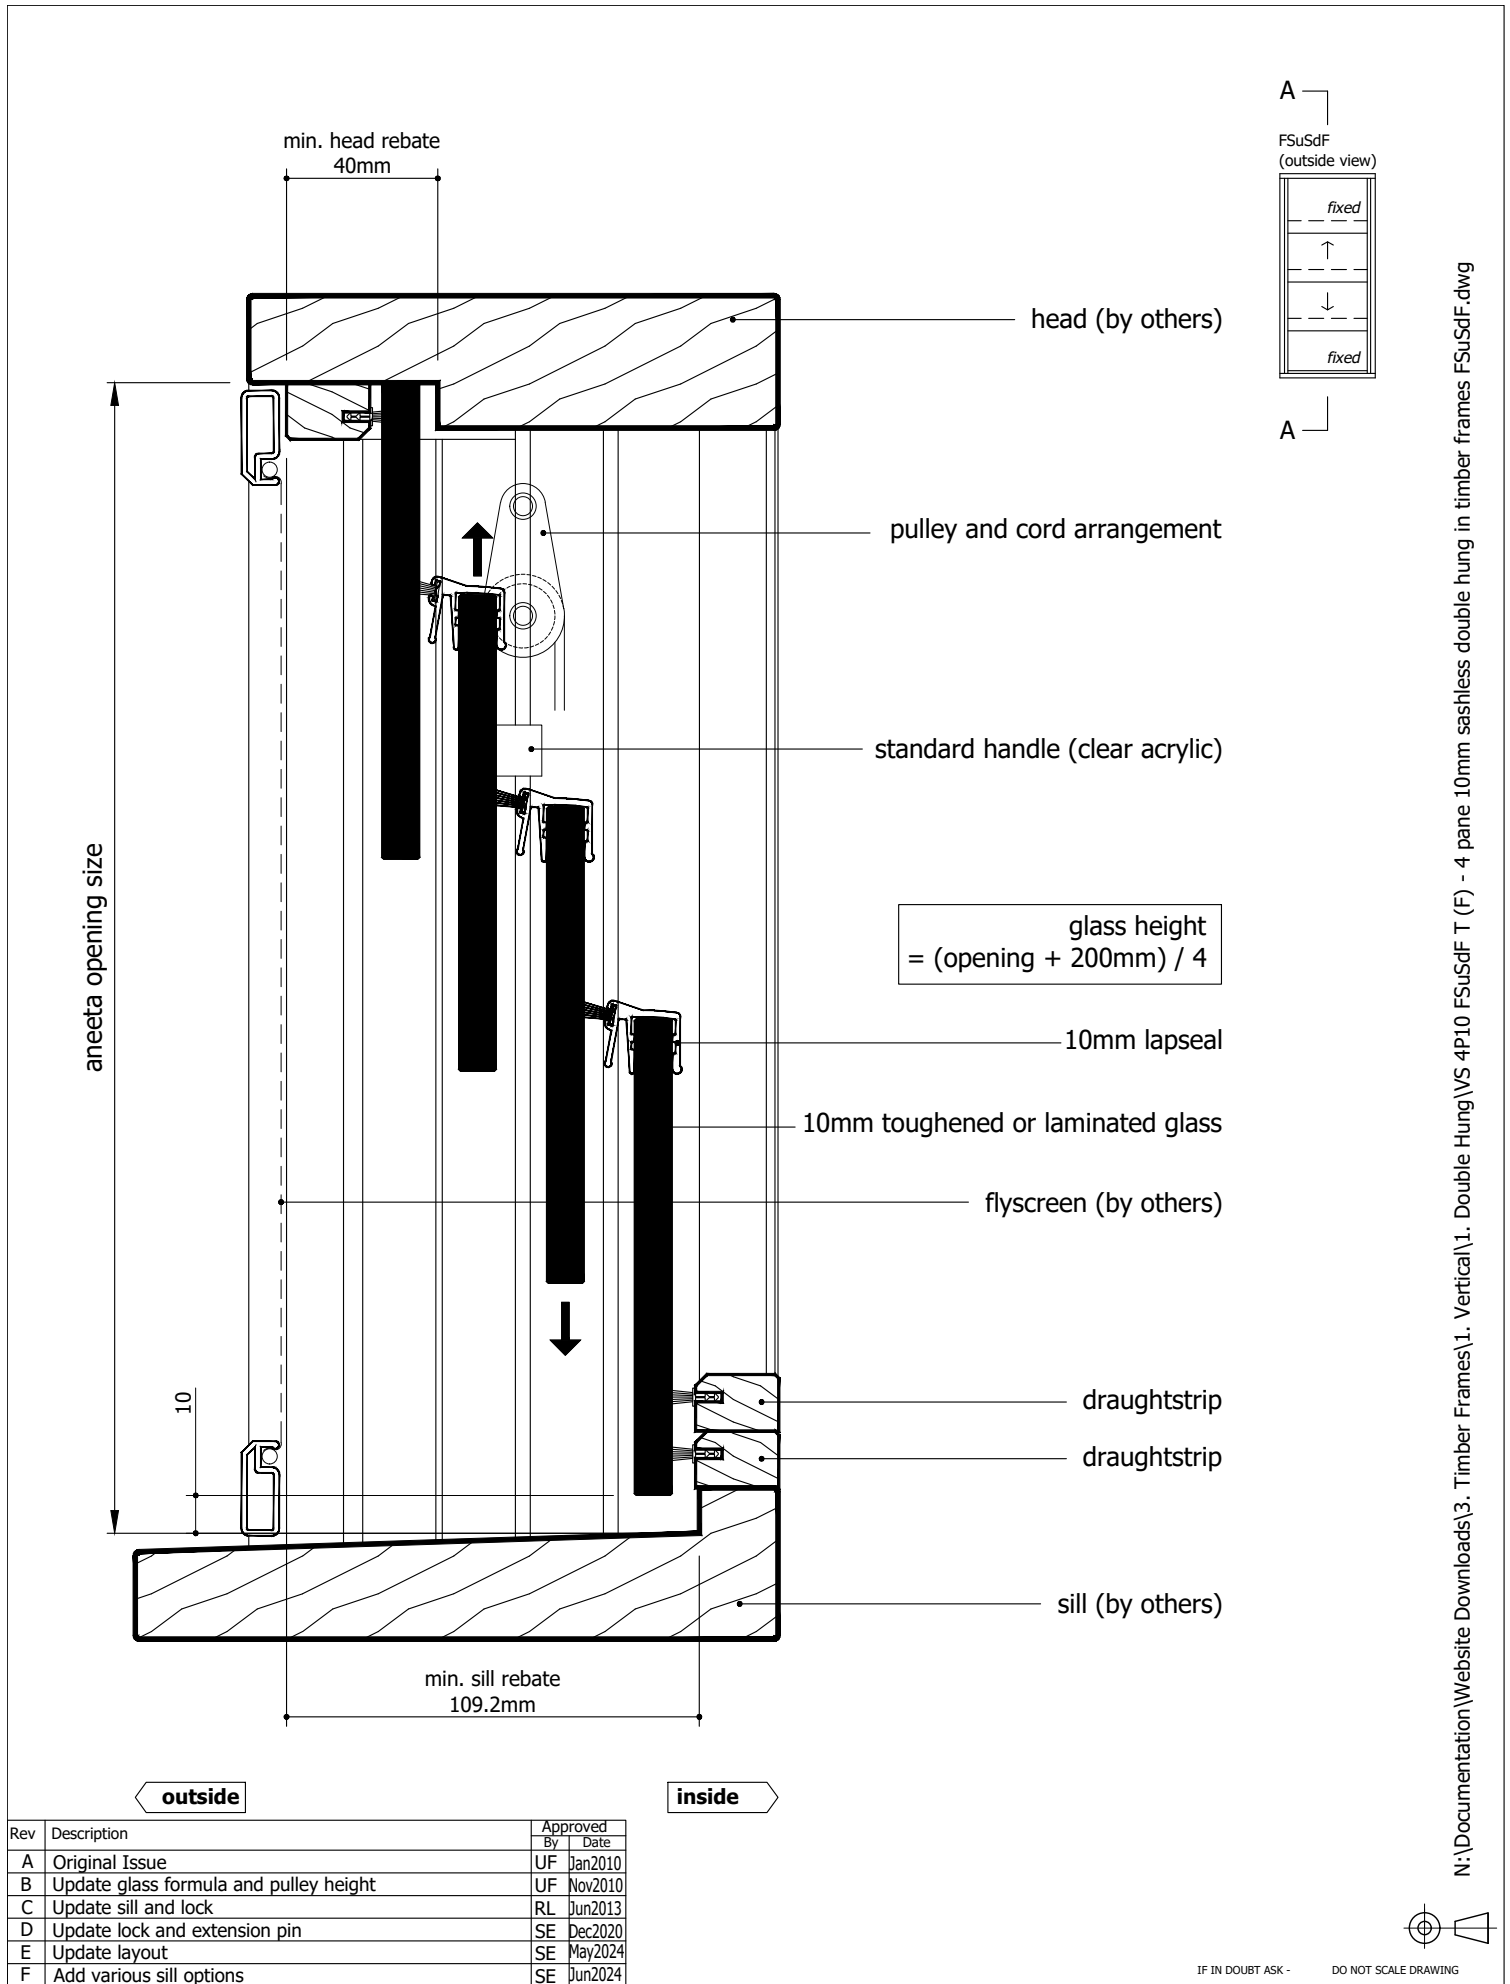 A
FSuSdF
(outside view)
fixed
fixed
A
min. head rebate
40mm
head (by others)
pulley and cord arrangement
standard handle (clear acrylic)
aneeta opening size
glass height
= (opening + 200mm) / 4
10mm lapseal
10mm toughened or laminated glass
flyscreen (by others)
10
draughtstrip
draughtstrip
sill (by others)
min. sill rebate
109.2mm
outside
inside
N:\Documentation\Website Downloads\3. Timber Frames\1. Vertical\1. Double Hung\VS 4P10 FSuSdF T (F) - 4 pane 10mm sashless double hung in timber frames FSuSdF.dwg
Rev Description Approved
By Date
A Original Issue UF Jan2010
B Update glass formula and pulley height UF Nov2010
C Update sill and lock RL Jun2013
D Update lock and extension pin SE Dec2020
E Update layout SE May2024
F Add various sill options SE Jun2024
IF IN DOUBT ASK - DO NOT SCALE DRAWING